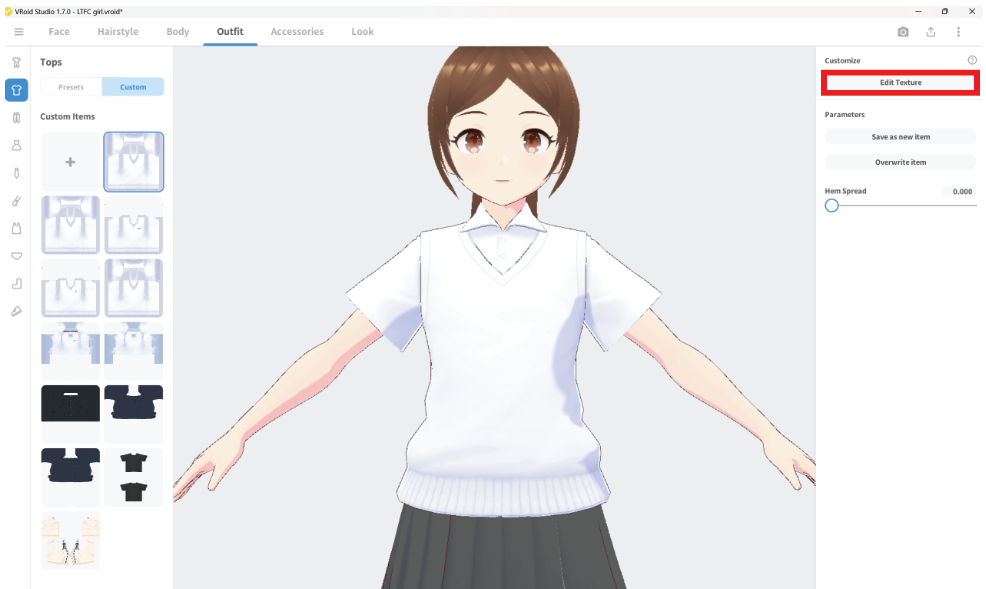 VRoid Studio 1.7.0 - LTFC girl.vroid*
Face Hairstyle Body Outfit Accessories Look
Tops
Presets Custom
Custom Items
Customize
Edit Texture
Parameters
Save as new item
Overwrite item
Hem Spread 0.000